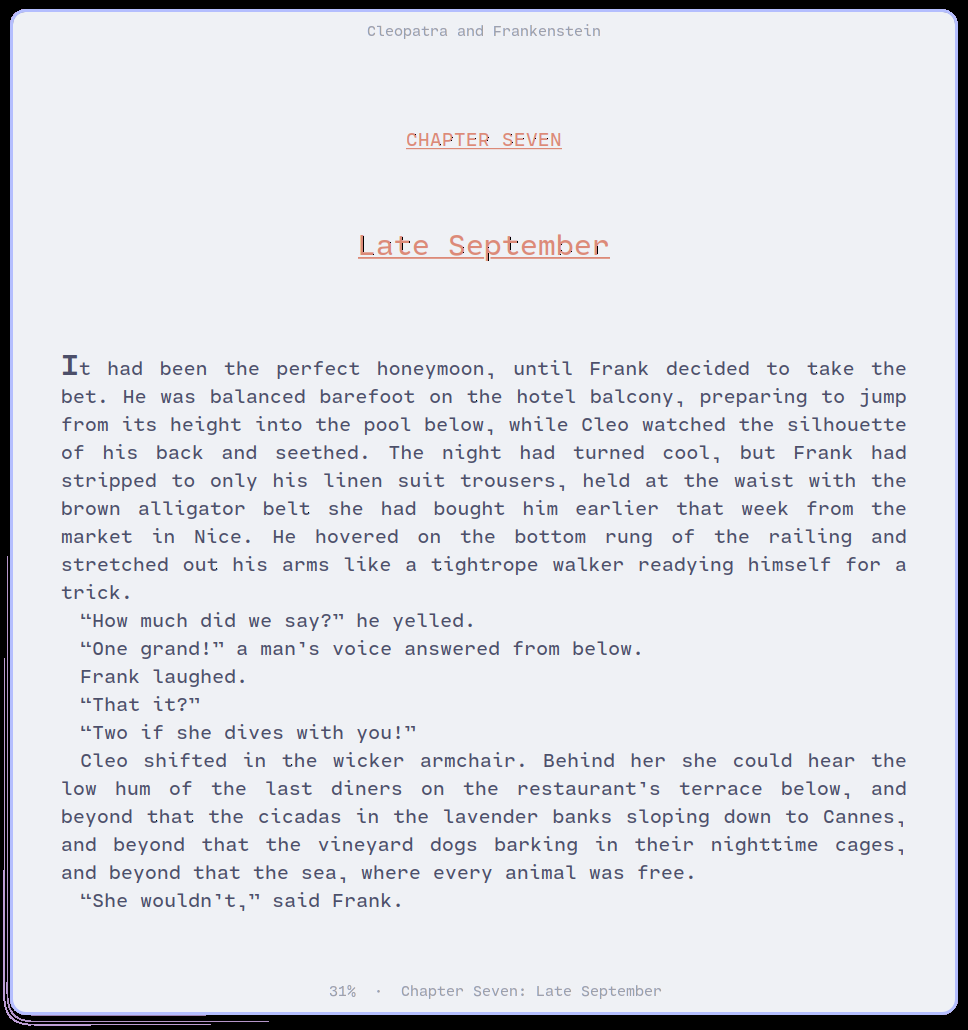 Cleopatra and Frankenstein
CHAPTER SEVEN
Late September
It had been the perfect honeymoon, until Frank decided to take the
bet. He was balanced barefoot on the hotel balcony, preparing to jump
from its height into the pool below, while Cleo watched the silhouette
of his back and seethed. The night had turned cool, but Frank had
stripped to only his linen suit trousers, held at the waist with the
brown alligator belt she had bought him earlier that week from the
market in Nice. He hovered on the bottom rung of the railing and
stretched out his arms like a tightrope walker readying himself for a
trick.
“How much did we say?” he yelled.
“One grand!” a man’s voice answered from below.
Frank laughed.
“That it?”
“Two if she dives with you!”
Cleo shifted in the wicker armchair. Behind her she could hear the
low hum of the last diners on the restaurant’s terrace below, and
beyond that the cicadas in the lavender banks sloping down to Cannes,
and beyond that the vineyard dogs barking in their nighttime cages,
and beyond that the sea, where every animal was free.
“She wouldn’t,” said Frank.
31% · Chapter Seven: Late September